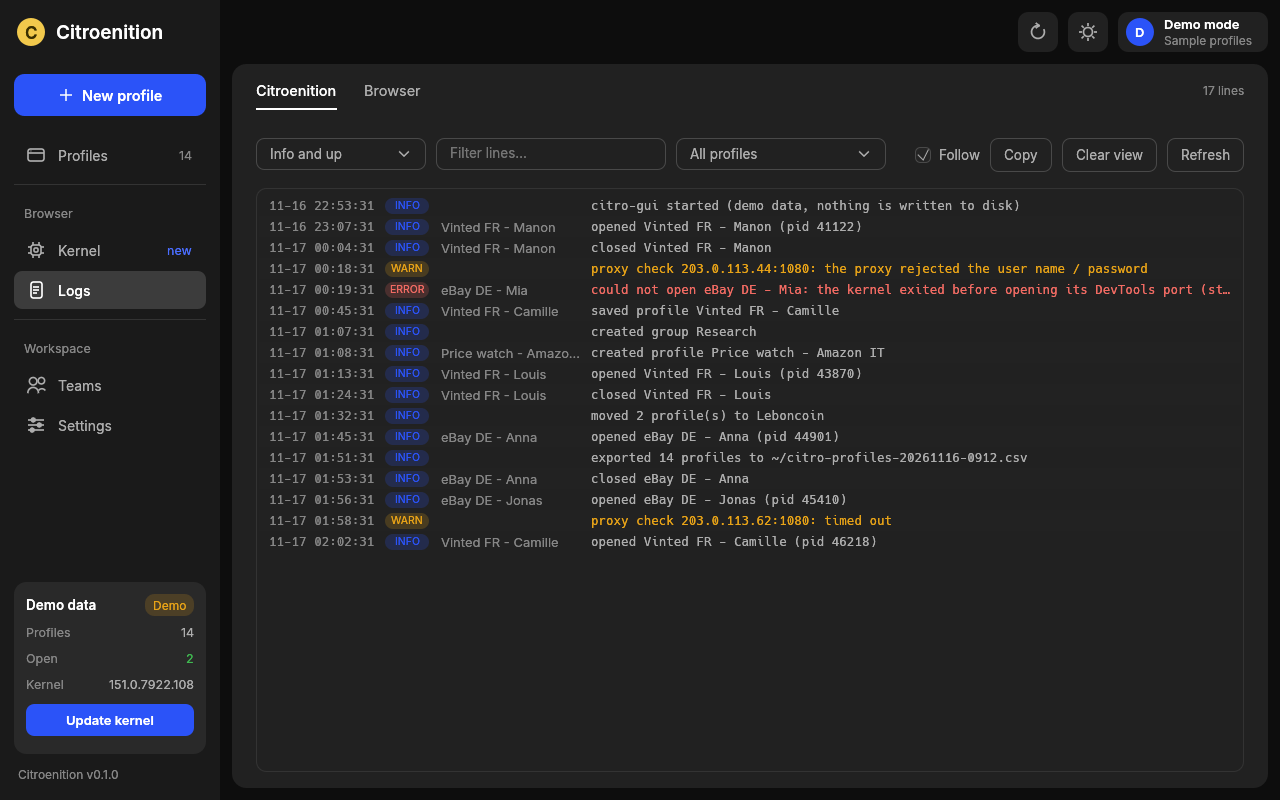 C Citroenition
New profile
Profiles 14
Browser
Kernel new
Logs
Workspace
Teams
Settings
Demo data Demo
Profiles 14
Open 2
Kernel 151.0.7922.108
Update kernel
Citroenition v0.1.0
D Demo mode
Sample profiles
Citroenition Browser 17 lines
Info and up Filter lines... All profiles Follow Copy Clear view Refresh
11-16 22:53:31 INFO citro-gui started (demo data, nothing is written to disk)
11-16 23:07:31 INFO Vinted FR - Manon opened Vinted FR - Manon (pid 41122)
11-17 00:04:31 INFO Vinted FR - Manon closed Vinted FR - Manon
11-17 00:18:31 WARN proxy check 203.0.113.44:1080: the proxy rejected the user name / password
11-17 00:19:31 ERROR eBay DE - Mia could not open eBay DE - Mia: the kernel exited before opening its DevTools port (st…
11-17 00:45:31 INFO Vinted FR - Camille saved profile Vinted FR - Camille
11-17 01:07:31 INFO created group Research
11-17 01:08:31 INFO Price watch - Amazo... created profile Price watch - Amazon IT
11-17 01:13:31 INFO Vinted FR - Louis opened Vinted FR - Louis (pid 43870)
11-17 01:24:31 INFO Vinted FR - Louis closed Vinted FR - Louis
11-17 01:32:31 INFO moved 2 profile(s) to Leboncoin
11-17 01:45:31 INFO eBay DE - Anna opened eBay DE - Anna (pid 44901)
11-17 01:51:31 INFO exported 14 profiles to ~/citro-profiles-20261116-0912.csv
11-17 01:53:31 INFO eBay DE - Anna closed eBay DE - Anna
11-17 01:56:31 INFO eBay DE - Jonas opened eBay DE - Jonas (pid 45410)
11-17 01:58:31 WARN proxy check 203.0.113.62:1080: timed out
11-17 02:02:31 INFO Vinted FR - Camille opened Vinted FR - Camille (pid 46218)